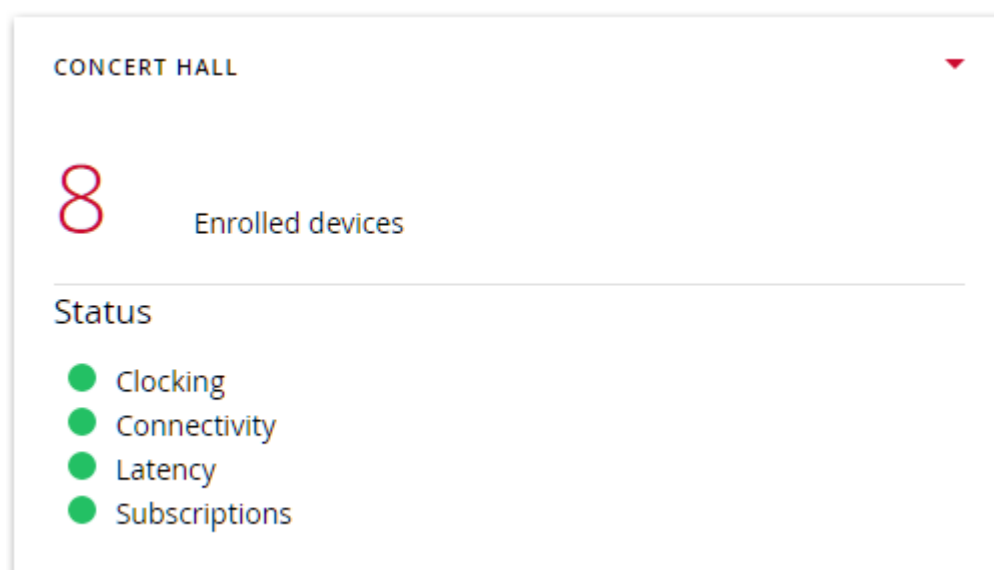 CONCERT HALL
8
Enrolled devices
Status
Clocking
Connectivity
Latency
Subscriptions